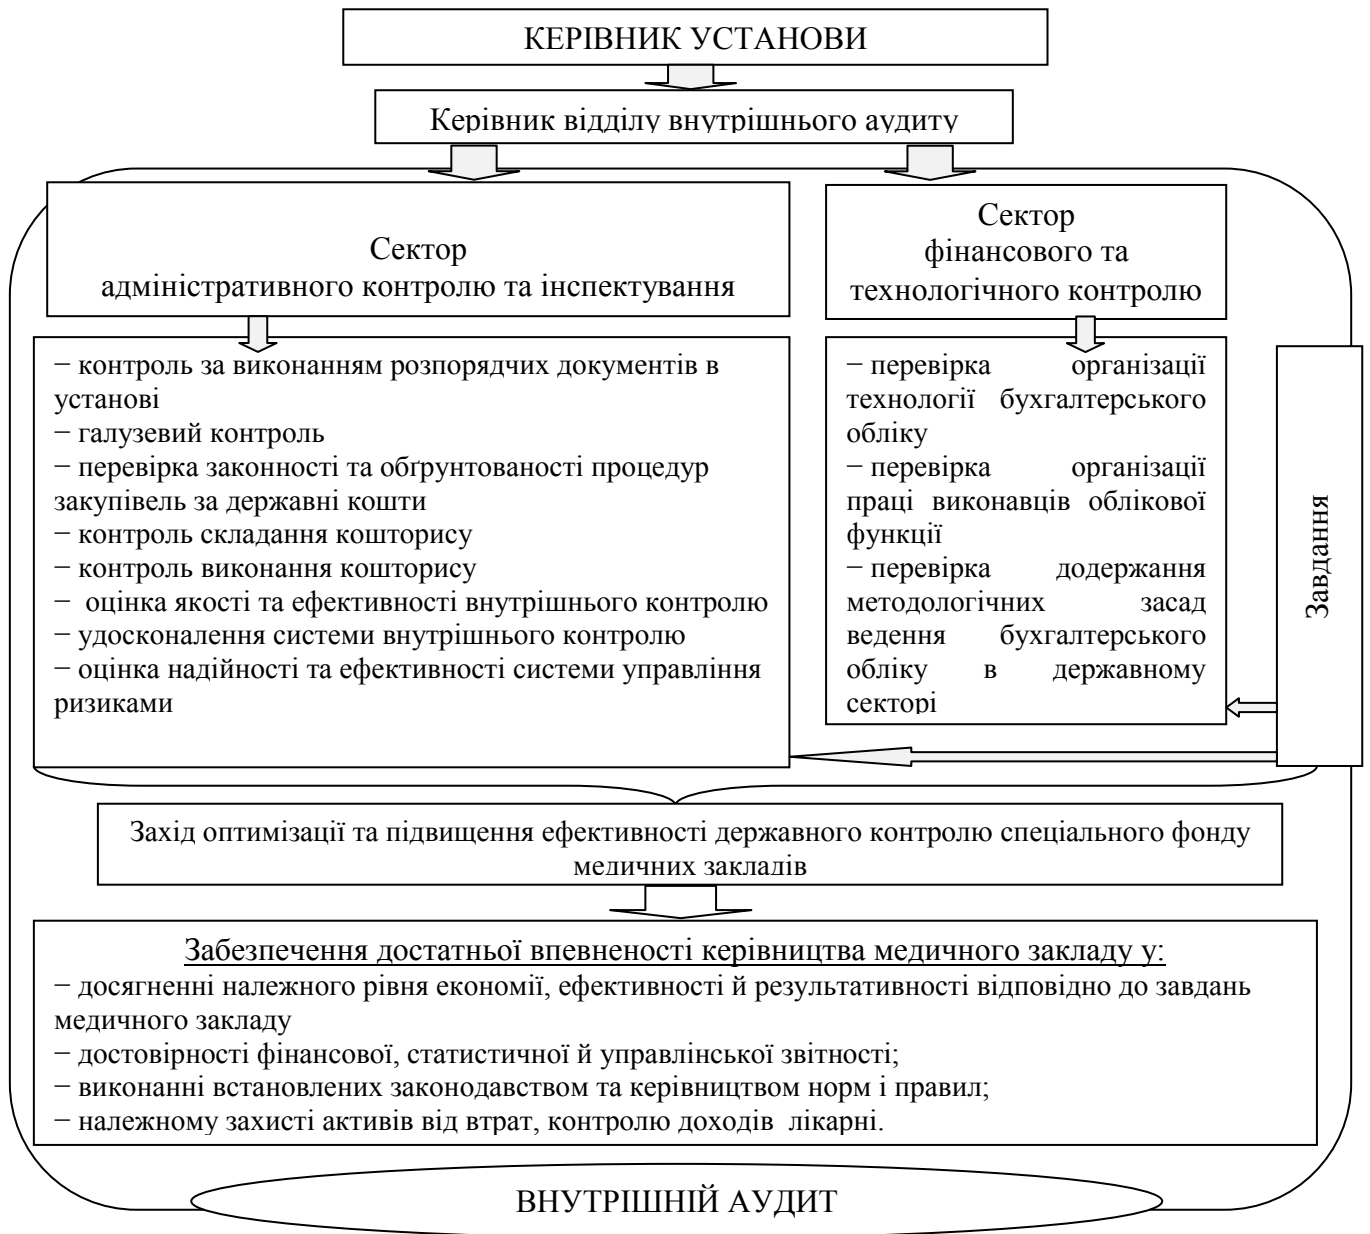 КЕРІВНИК УСТАНОВИ
Керівник відділу внутрішнього аудиту
Сектор
адміністративного контролю та інспектування
Сектор
фінансового та
технологічного контролю
− контроль за виконанням розпорядчих документів в
установі
− галузевий контроль
− перевірка законності та обґрунтованості процедур
закупівель за державні кошти
− контроль складання кошторису
− контроль виконання кошторису
− оцінка якості та ефективності внутрішнього контролю
− удосконалення системи внутрішнього контролю
− оцінка надійності та ефективності системи управління
ризиками
− перевірка організації
технології бухгалтерського
обліку
− перевірка організації
праці виконавців облікової
функції
− перевірка додержання
методологічних засад
ведення бухгалтерського
обліку в державному
секторі
Завдання
Захід оптимізації та підвищення ефективності державного контролю спеціального фонду
медичних закладів
Забезпечення достатньої впевненості керівництва медичного закладу у:
− досягненні належного рівня економії, ефективності й результативності відповідно до завдань
медичного закладу
− достовірності фінансової, статистичної й управлінської звітності;
− виконанні встановлених законодавством та керівництвом норм і правил;
− належному захисті активів від втрат, контролю доходів лікарні.
ВНУТРІШНІЙ АУДИТ